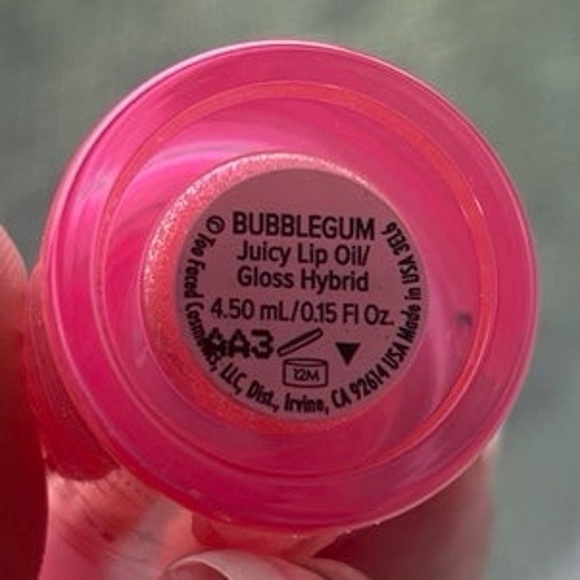 BUBBLEGUM
Juicy Lip Oil/
Gloss Hybrid
4.50 mL/0.15 Fl Oz.
AA3
12M
© Too Faced Cosmetics, LLC, Dist., Irvine, CA 92614 USA Made in USA 3EL6